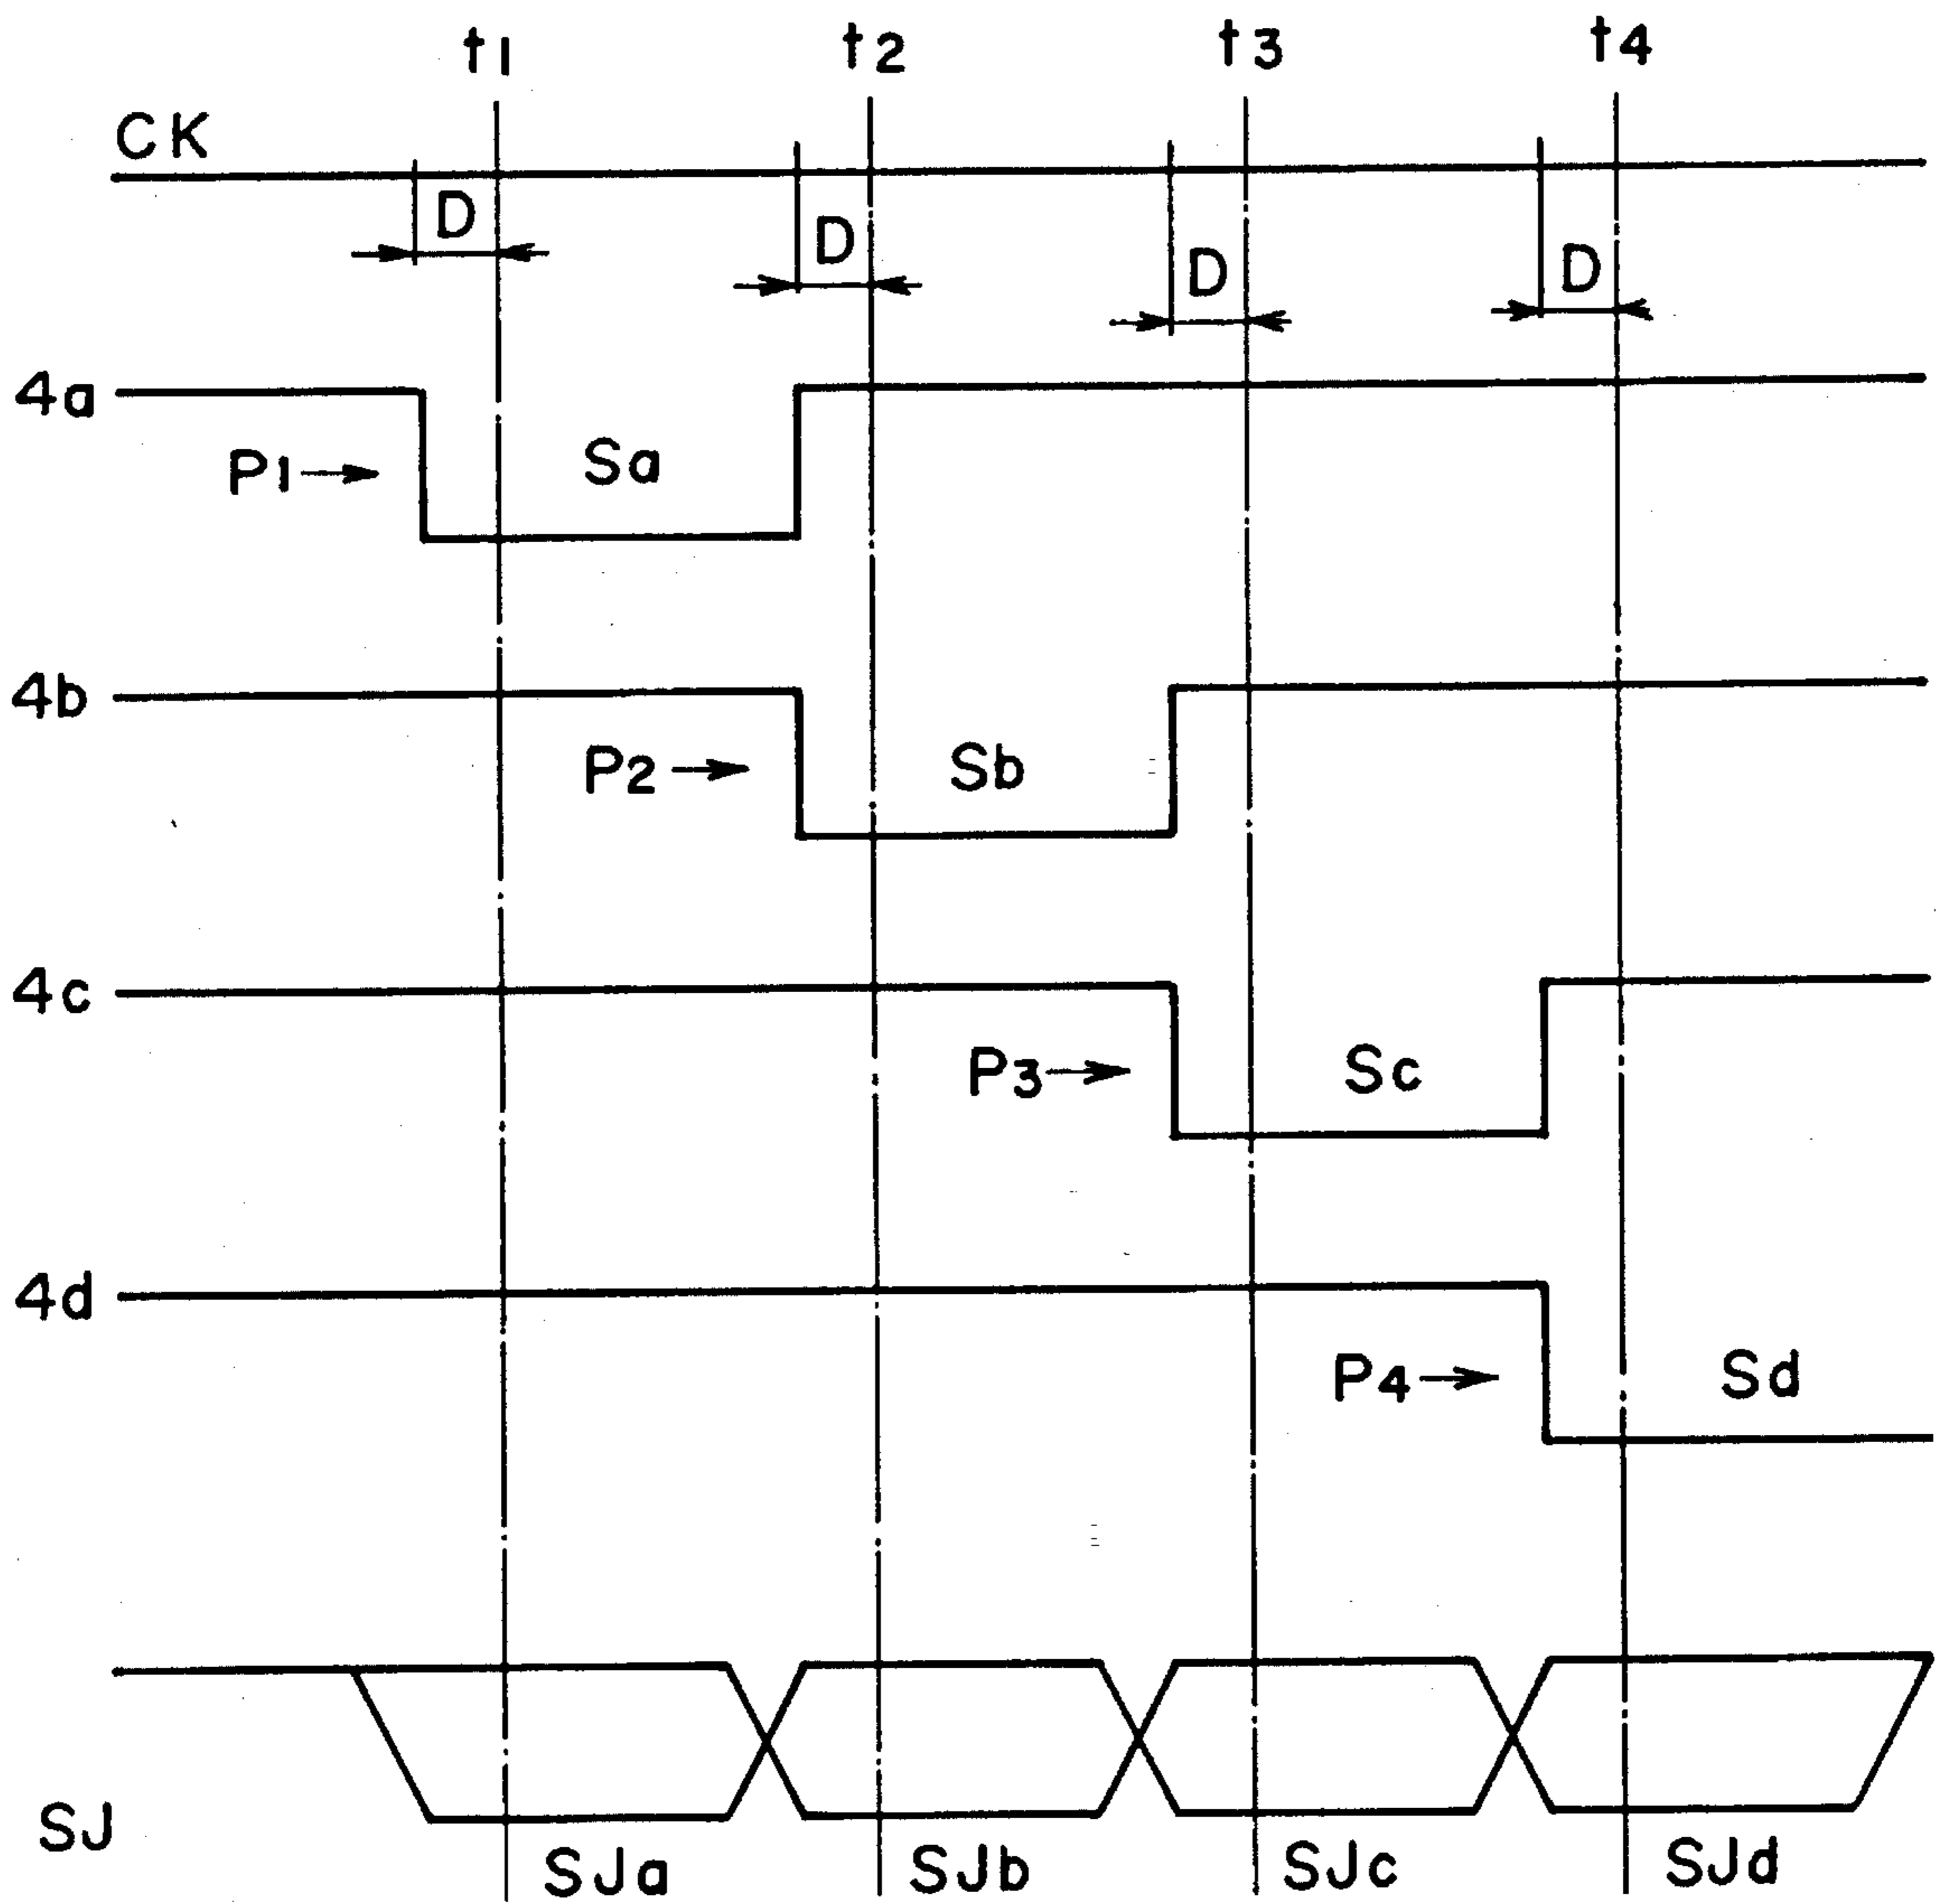 t1 t2 t3 t4
CK
D D D D
4a
P1 Sa
4b
P2 Sb
4c
P3 Sc
4d
P4 Sd
SJ
SJa SJb SJc SJd